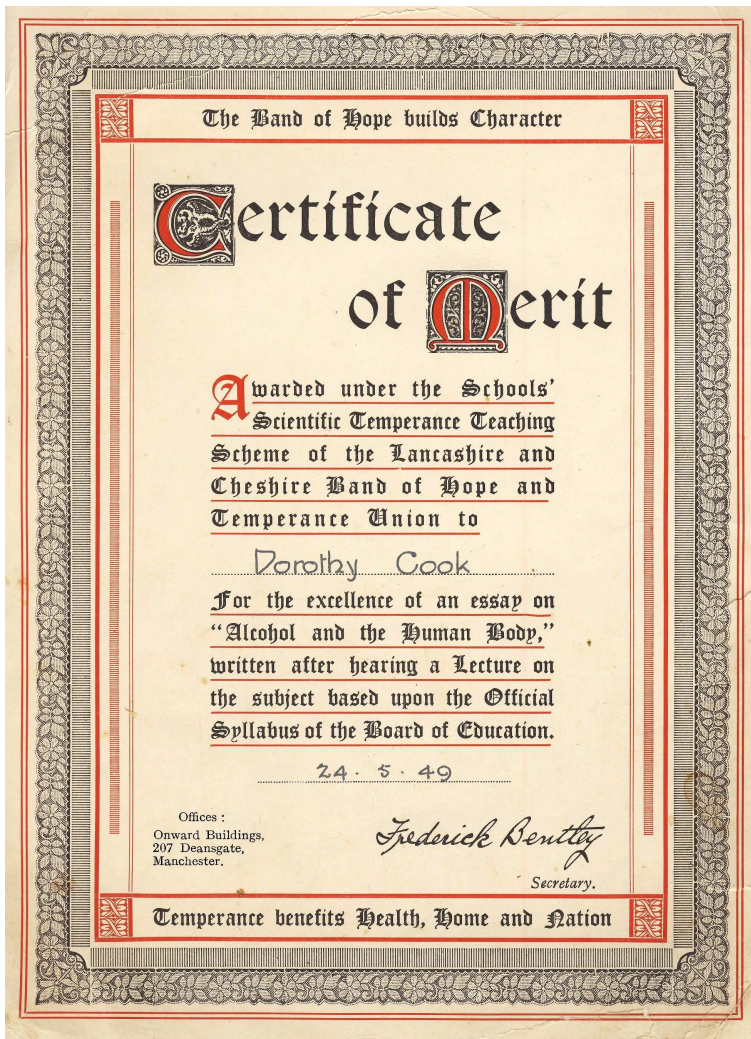 The Band of Hope builds Character
Certificate
of Merit
Awarded under the Schools'
Scientific Temperance Teaching
Scheme of the Lancashire and
Cheshire Band of Hope and
Temperance Union to
Dorothy Cook
For the excellence of an essay on
"Alcohol and the Human Body,"
written after hearing a Lecture on
the subject based upon the Official
Syllabus of the Board of Education.
24.5.49
Offices :
Onward Buildings,
207 Deansgate,
Manchester.
Frederick Bentley
Secretary.
Temperance benefits Health, Home and Nation